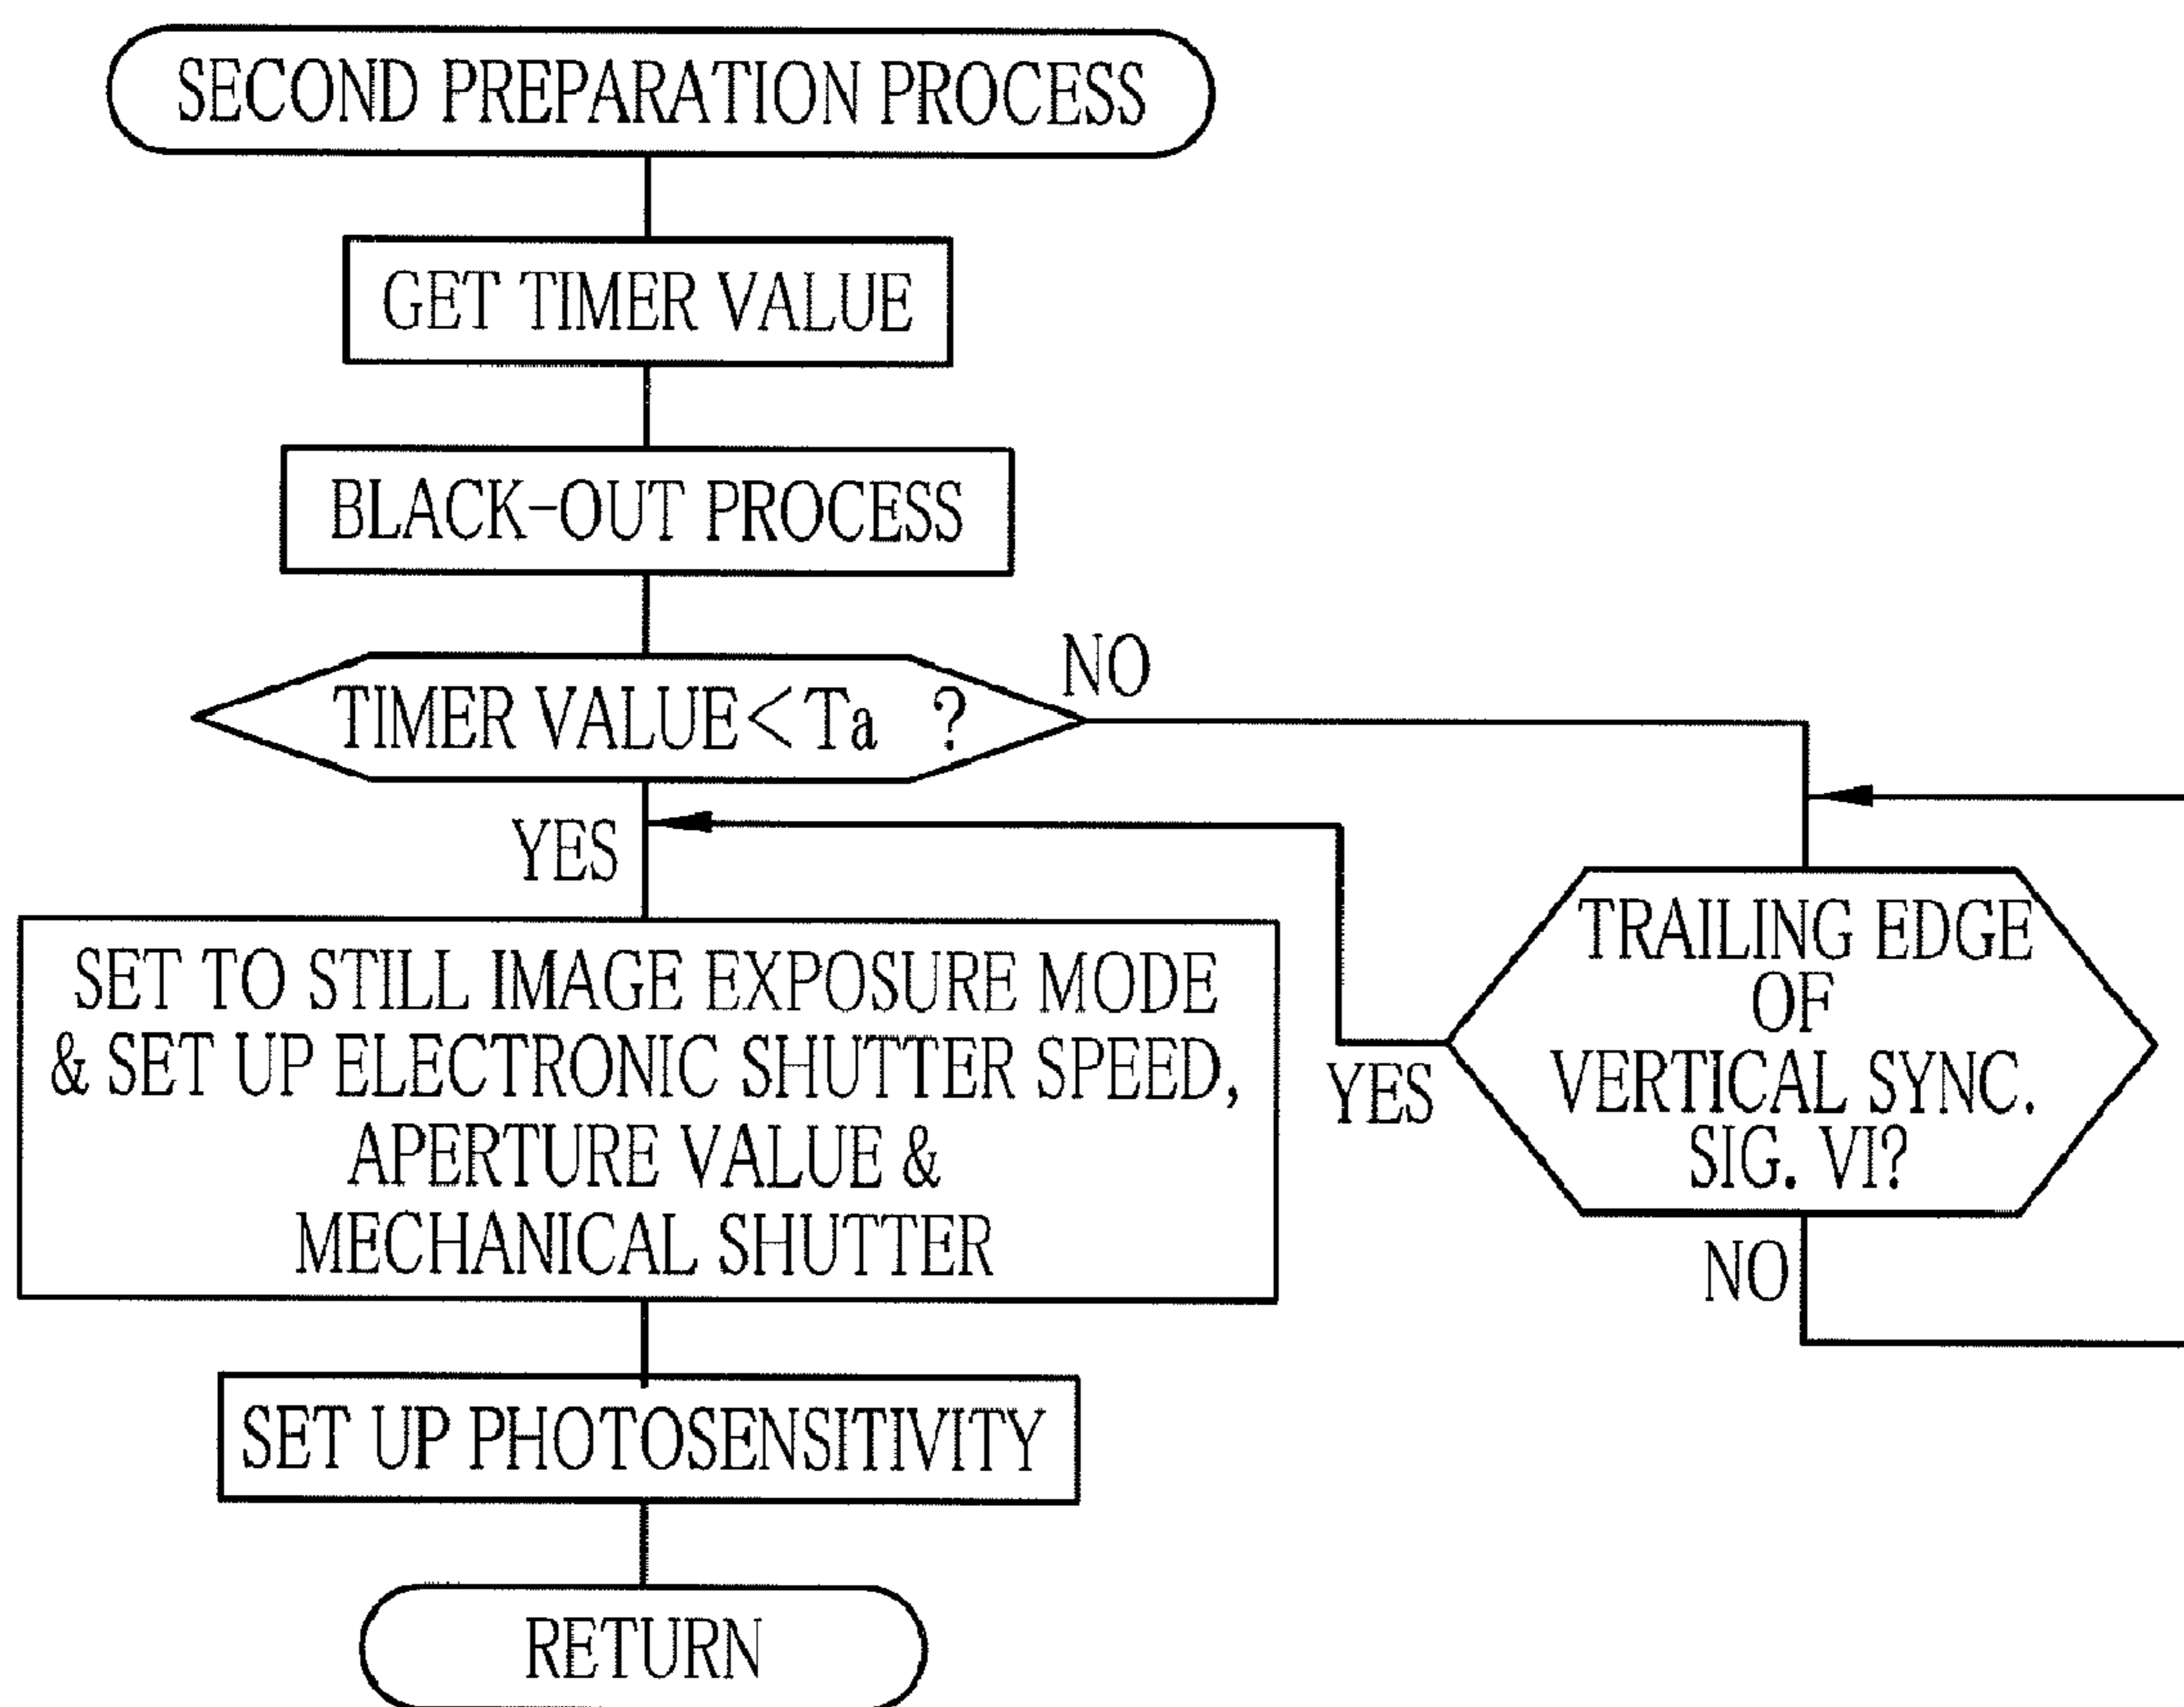 SECOND PREPARATION PROCESS
GET TIMER VALUE
BLACK-OUT PROCESS
TIMER VALUE<Ta ?
NO
YES
SET TO STILL IMAGE EXPOSURE MODE
& SET UP ELECTRONIC SHUTTER SPEED,
APERTURE VALUE &
MECHANICAL SHUTTER
TRAILING EDGE
OF
VERTICAL SYNC.
SIG. VI?
YES
NO
SET UP PHOTOSENSITIVITY
RETURN